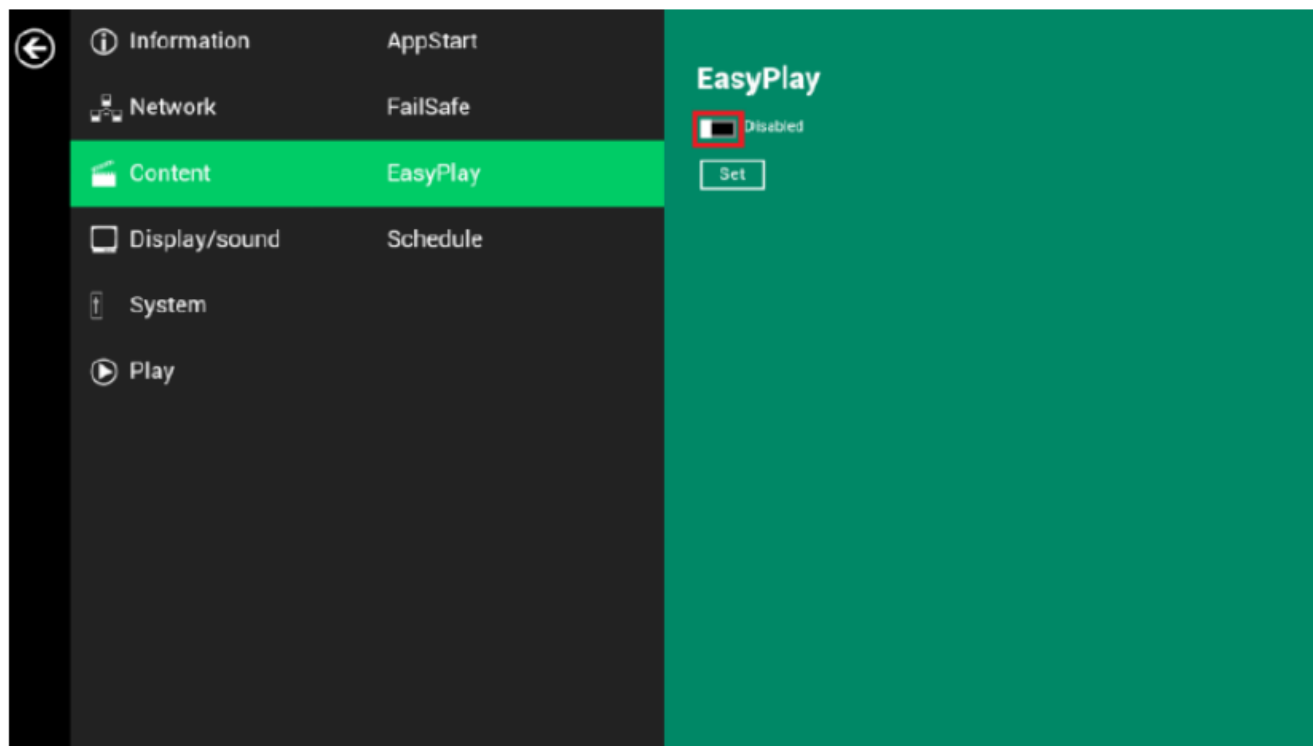 Information
Network
Content
Display/sound
System
Play
AppStart
FailSafe
EasyPlay
Schedule
EasyPlay
Disabled
Set